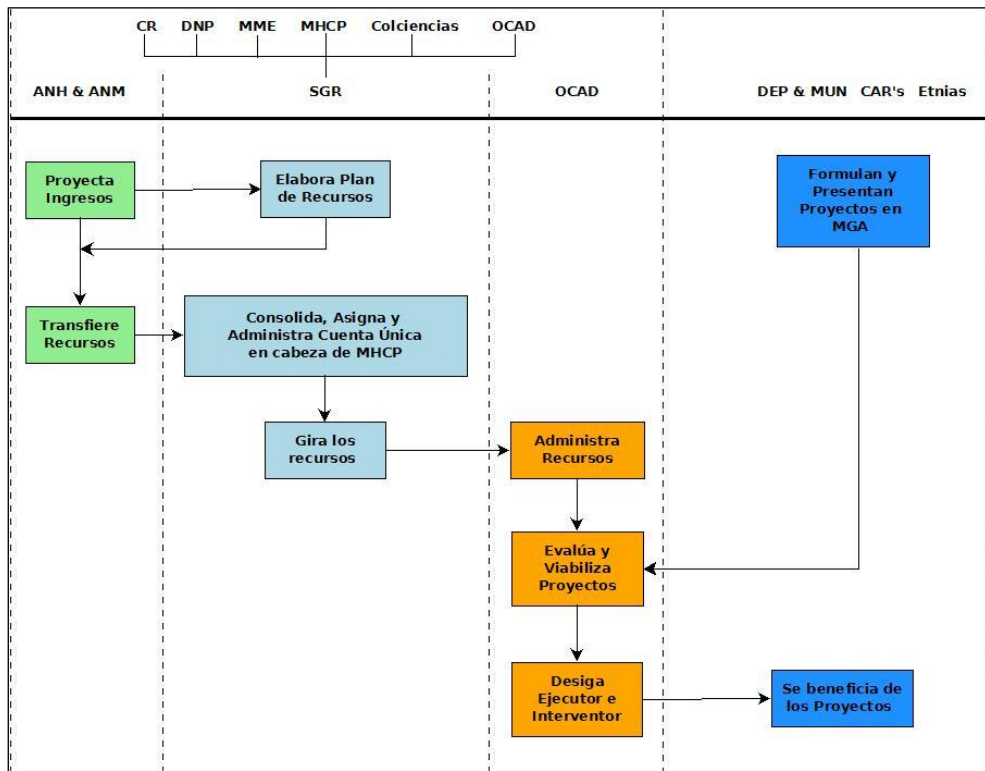 CR DNP MME MHCP Colciencias OCAD
ANH & ANM SGR OCAD DEP & MUN CAR's Etnias
Proyecta
Ingresos
Elabora Plan
de Recursos
Formulan y
Presentan
Proyectos en
MGA
Transfiere
Recursos
Consolida, Asigna y
Administra Cuenta Única
en cabeza de MHCP
Gira los
recursos
Administra
Recursos
Evalúa y
Viabiliza
Proyectos
Desiga
Ejecutor e
Interventor
Se beneficia de
los Proyectos